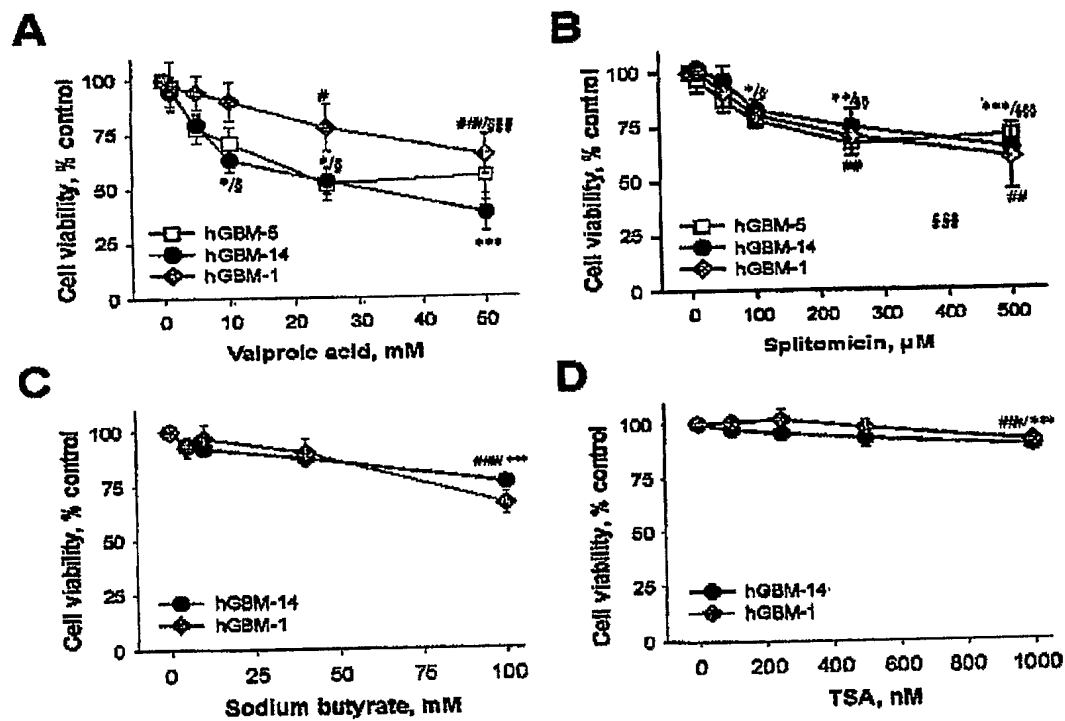 A
Cell viability, % control
100
75
50
25
0
#
###/§§§
*/§
*/§
***
hGBM-5
hGBM-14
hGBM-1
0 10 20 30 40 50
Valproic acid, mM
B
Cell viability, % control
100
75
50
25
0
*/§
**/§§
***/§§§
##
##
§§§
hGBM-5
hGBM-14
hGBM-1
0 100 200 300 400 500
Splitomicin, µM
C
Cell viability, % control
100
75
50
25
0
###/***
hGBM-14
hGBM-1
0 25 50 75 100
Sodium butyrate, mM
D
Cell viability, % control
100
75
50
25
0
###/***
hGBM-14
hGBM-1
0 200 400 600 800 1000
TSA, nM